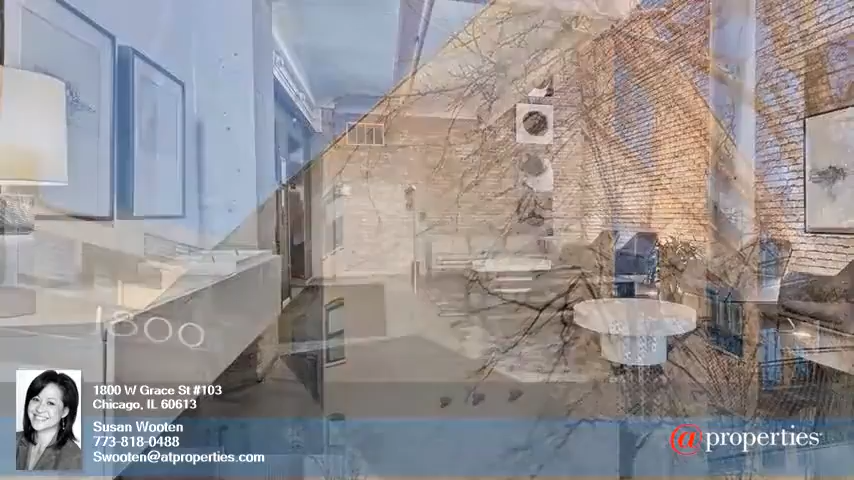 1800
1800 W Grace St #103
Chicago, IL 60613
Susan Wooten
773-818-0488
Swooten@atproperties.com
@properties